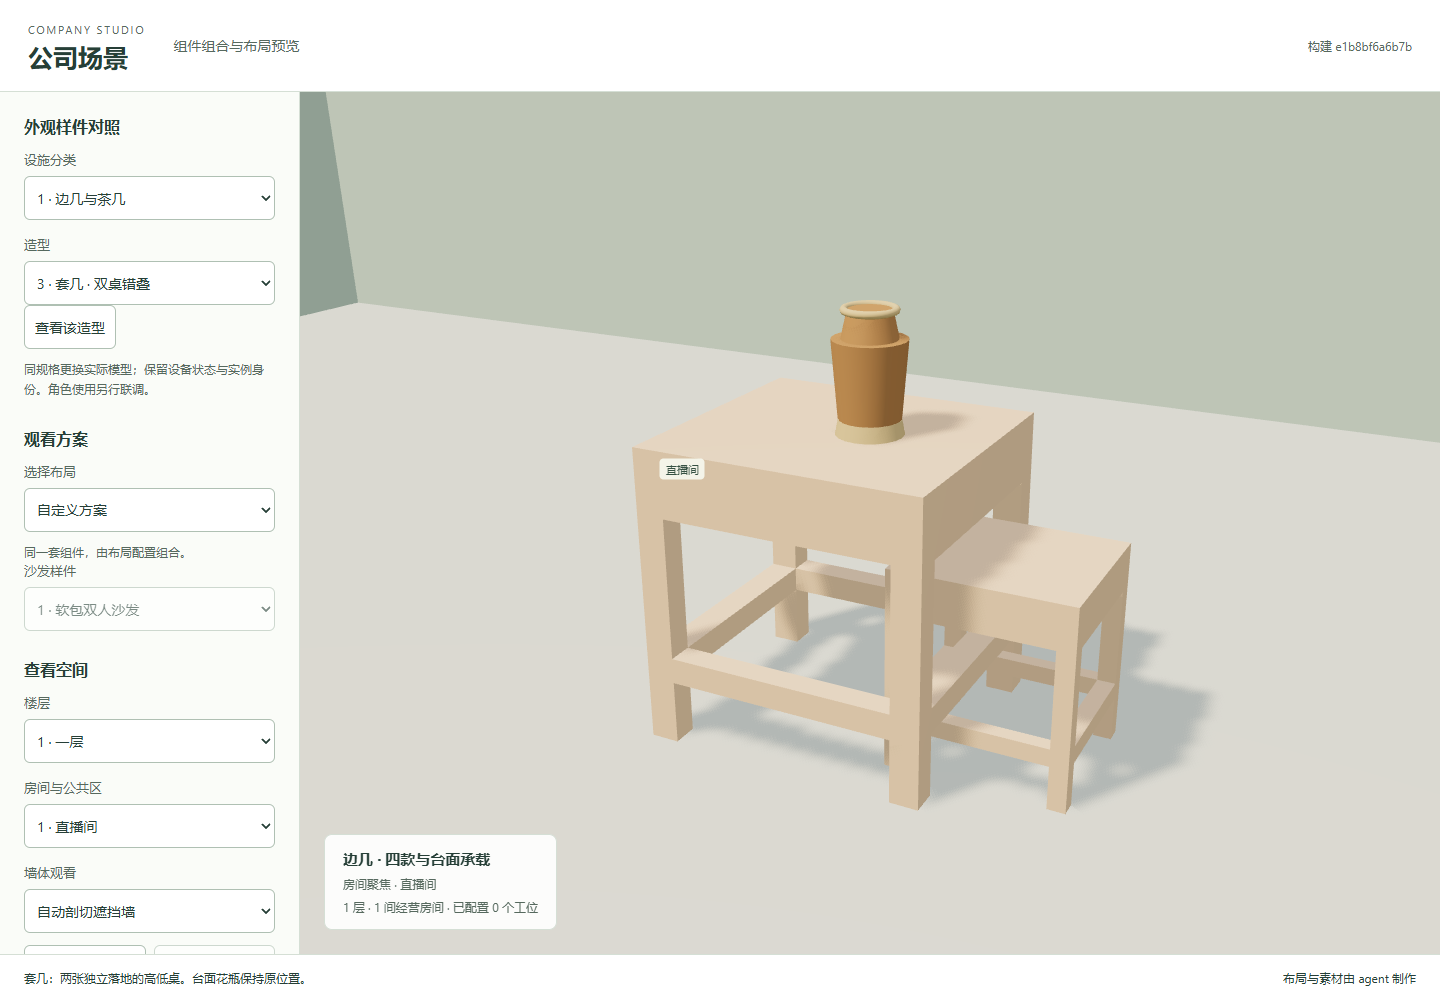 COMPANY STUDIO
公司场景
组件组合与布局预览
构建 e1b8bf6a6b7b
外观样件对照
设施分类
1 · 边几与茶几
造型
3 · 套几 · 双桌错叠
查看该造型
同规格更换实际模型；保留设备状态与实例身
份。角色使用另行联调。
观看方案
选择布局
自定义方案
同一套组件，由布局配置组合。
沙发样件
1 · 软包双人沙发
查看空间
楼层
1 · 一层
房间与公共区
1 · 直播间
墙体观看
自动剖切遮挡墙
直播间
边几 · 四款与台面承载
房间聚焦 · 直播间
1 层 · 1 间经营房间 · 已配置 0 个工位
套几：两张独立落地的高低桌。台面花瓶保持原位置。
布局与素材由 agent 制作